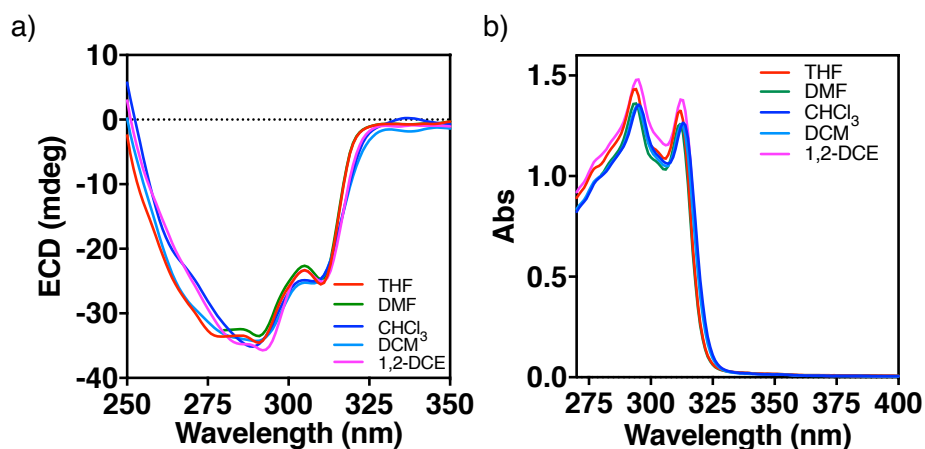 a)
ECD (mdeg)
10
0
-10
-20
-30
-40
250
275
300
325
350
Wavelength (nm)
THF
DMF
CHCl₃
DCM
1,2-DCE
b)
Abs
1.5
1.0
0.5
0.0
275
300
325
350
375
400
Wavelength (nm)
THF
DMF
CHCl₃
DCM
1,2-DCE